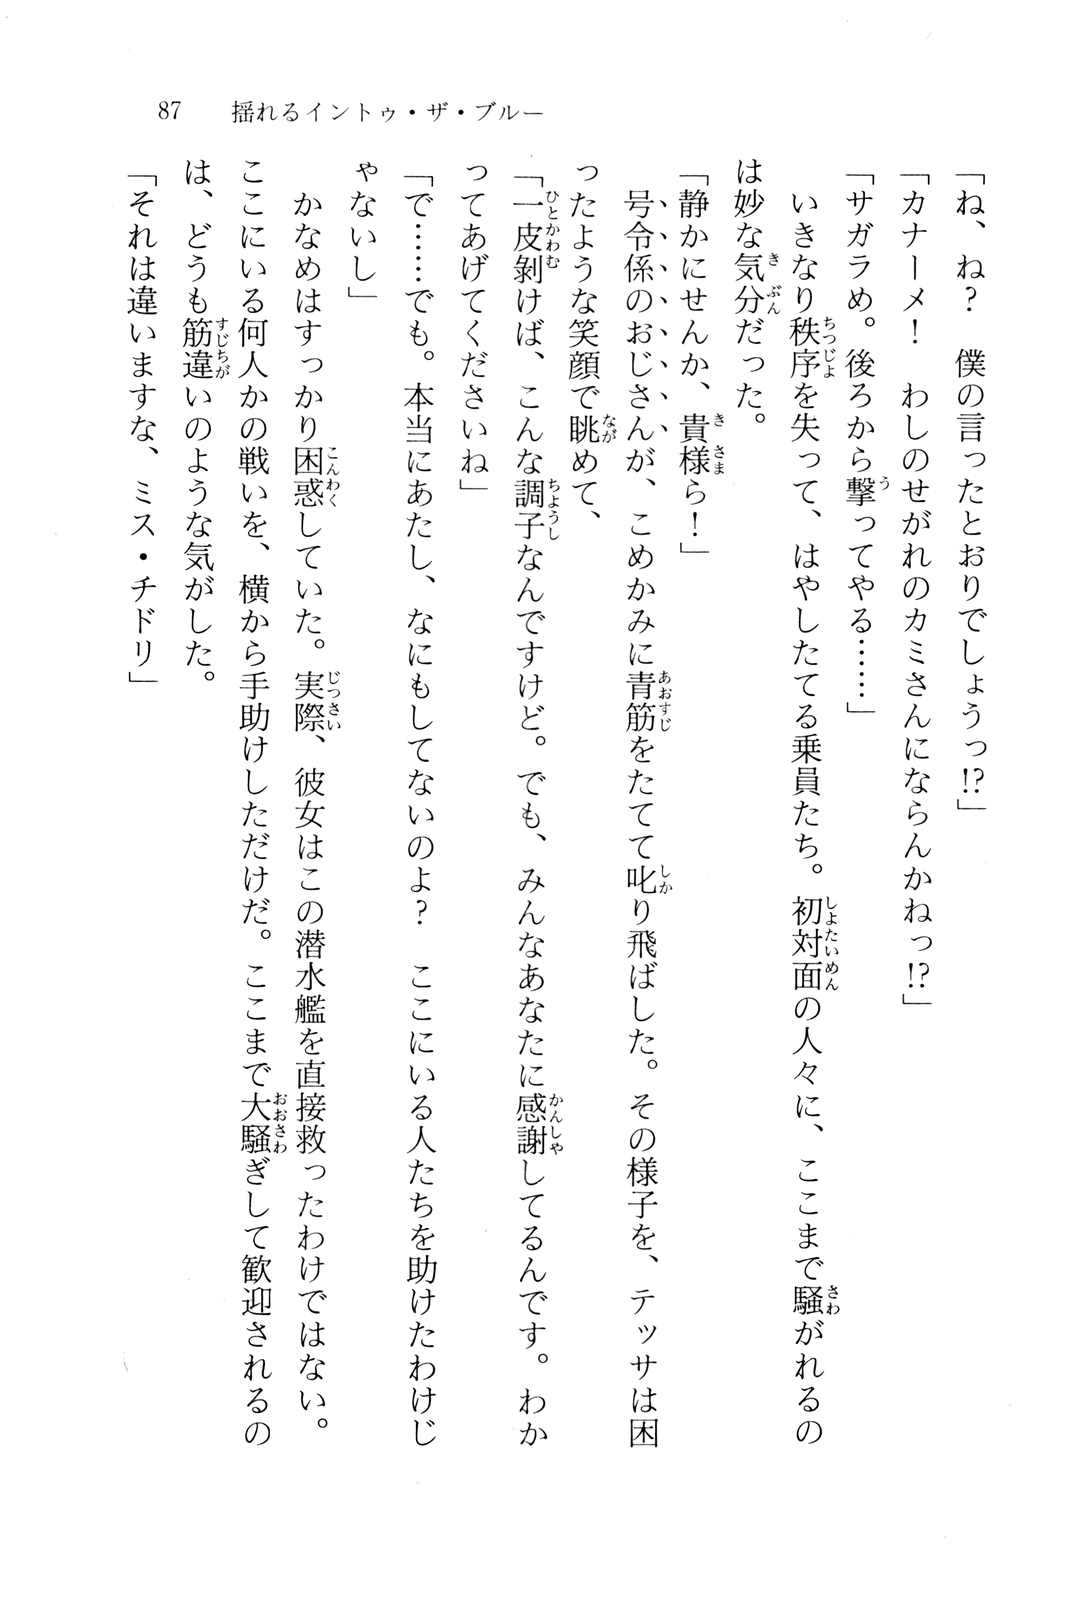 87　揺れるイントゥ・ザ・ブルー
「ね、ね？　僕の言ったとおりでしょうっ!?」
「カナーメ！　わしのせがれのカミさんにならんかねっ!?」
「サガラめ。後ろから撃ってやる……」
　いきなり秩序を失って、はやしたてる乗員たち。初対面の人々に、ここまで騒がれるの
は妙な気分だった。
「静かにせんか、貴様ら！」
　号令係のおじさんが、こめかみに青筋をたてて叱り飛ばした。その様子を、テッサは困
ったような笑顔で眺めて、
「一皮剝けば、こんな調子なんですけど。でも、みんなあなたに感謝してるんです。わか
ってあげてくださいね」
「で……でも。本当にあたし、なにもしてないのよ？　ここにいる人たちを助けたわけじ
ゃないし」
　かなめはすっかり困惑していた。実際、彼女はこの潜水艦を直接救ったわけではない。
ここにいる何人かの戦いを、横から手助けしただけだ。ここまで大騒ぎして歓迎されるの
は、どうも筋違いのような気がした。
「それは違いますな、ミス・チドリ」